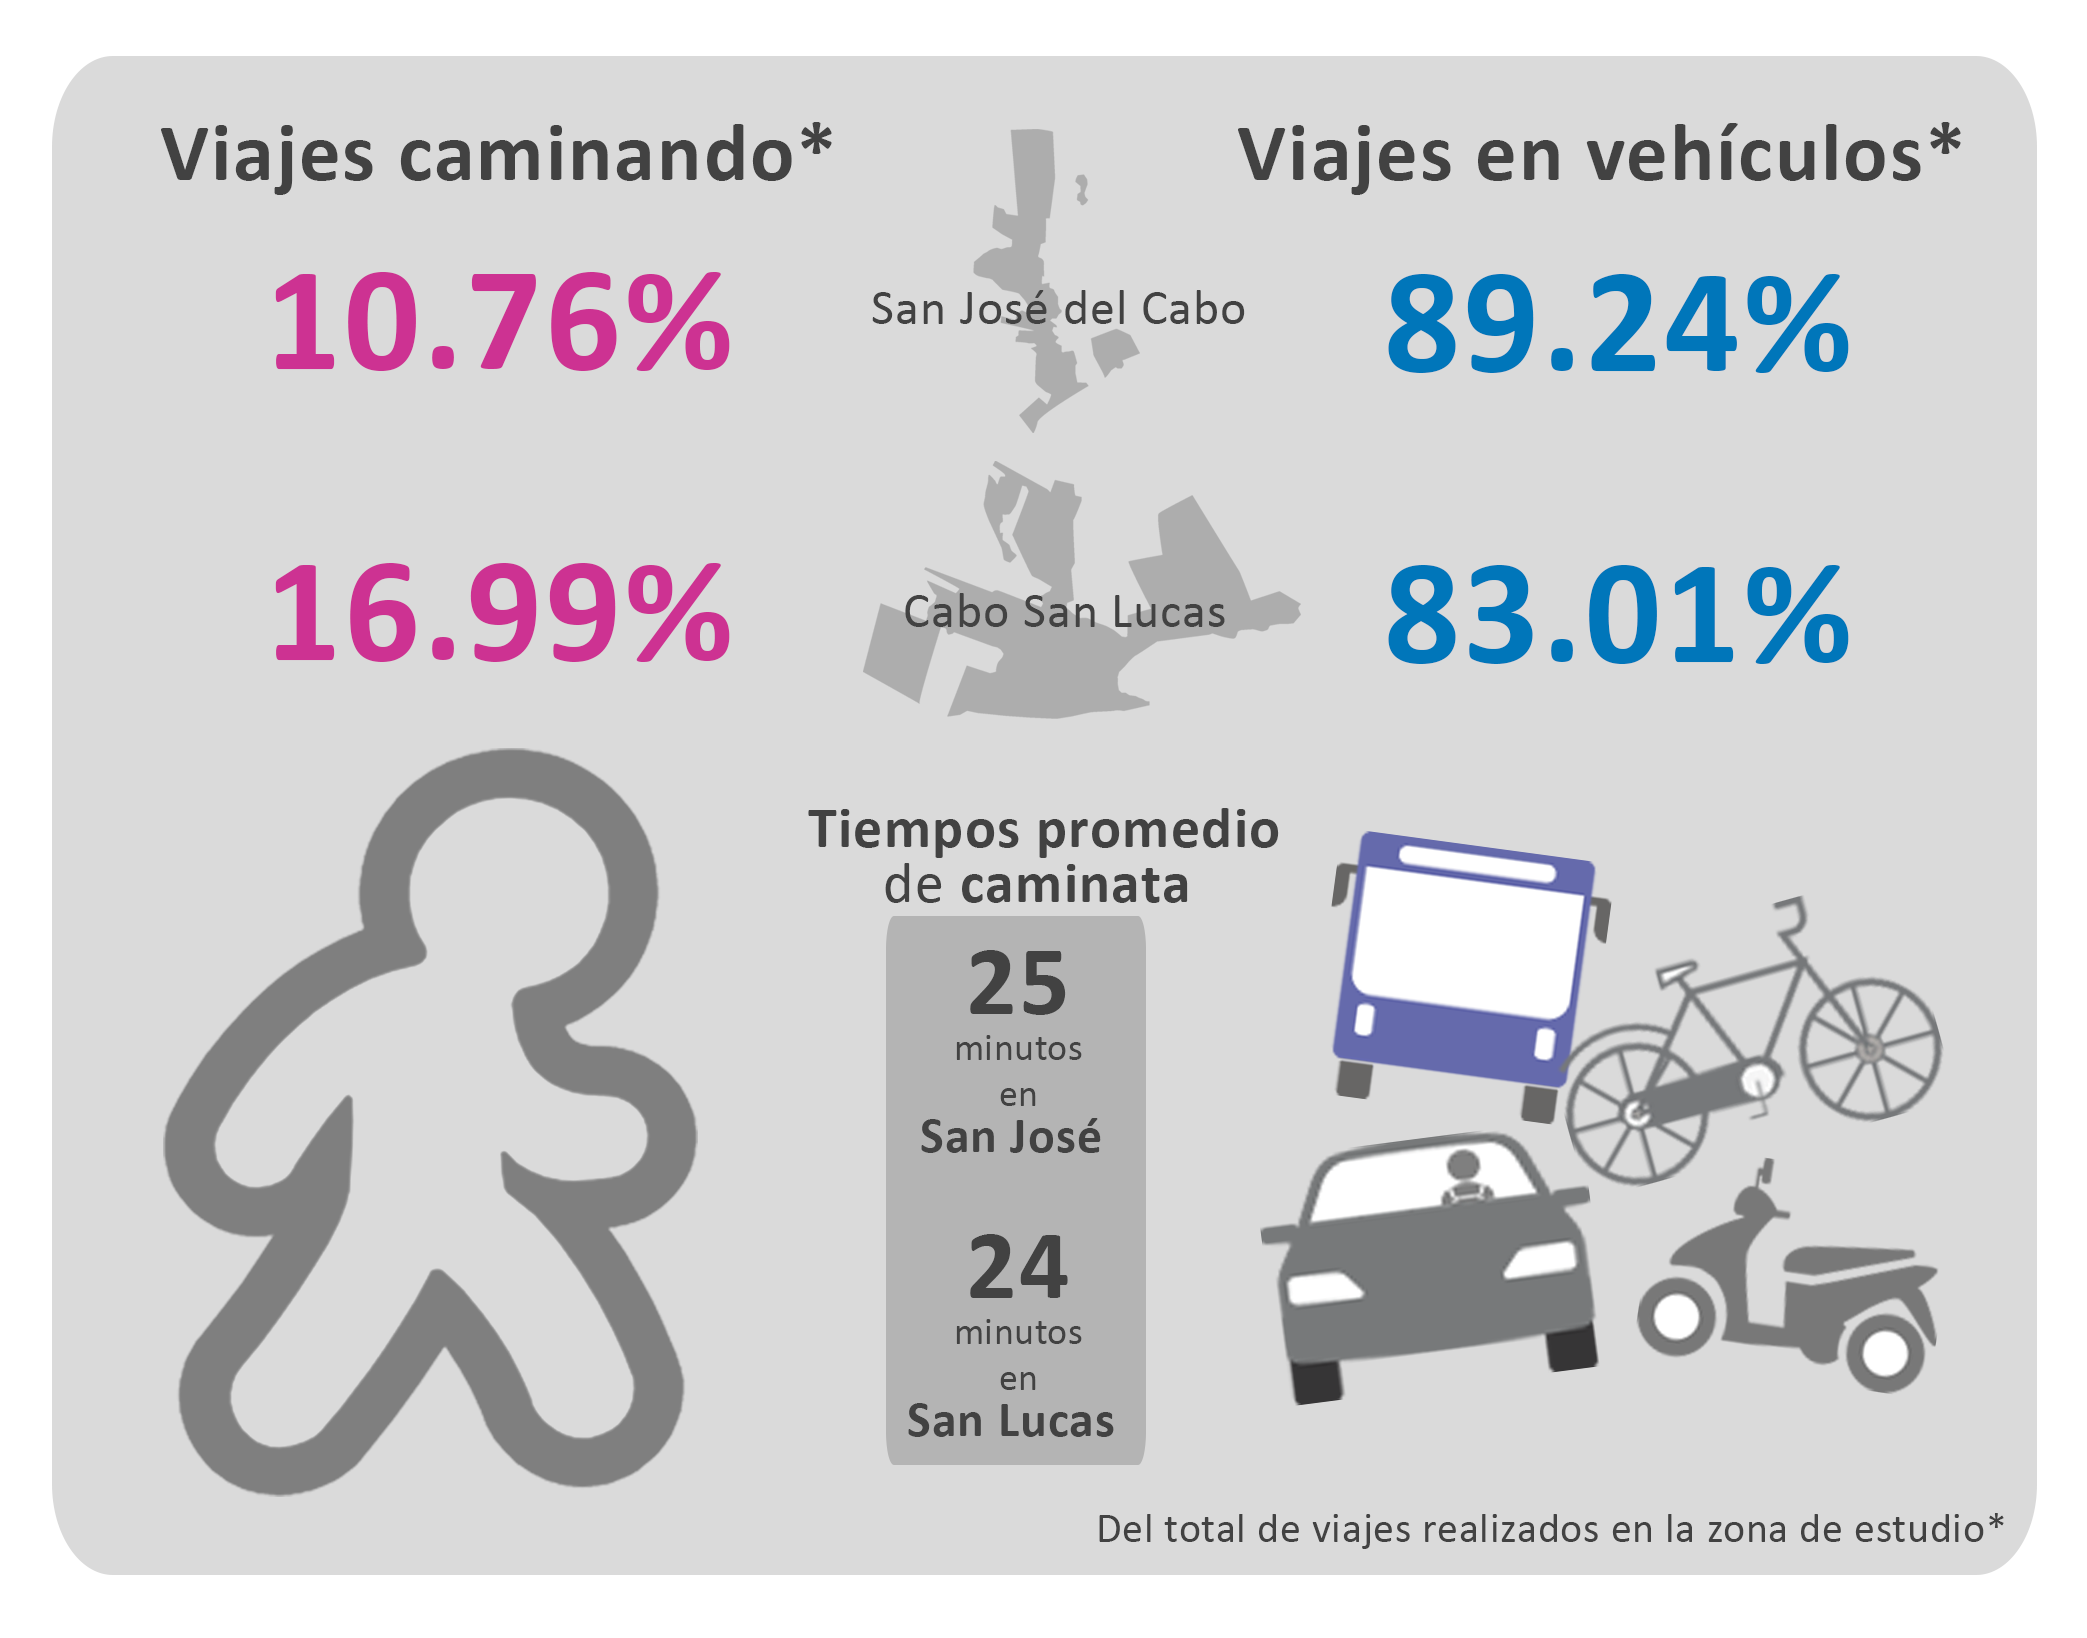 Viajes caminando*
Viajes en vehículos*
10.76%
San José del Cabo
89.24%
16.99%
Cabo San Lucas
83.01%
Tiempos promedio
de caminata
25
minutos
en
San José
24
minutos
en
San Lucas
Del total de viajes realizados en la zona de estudio*